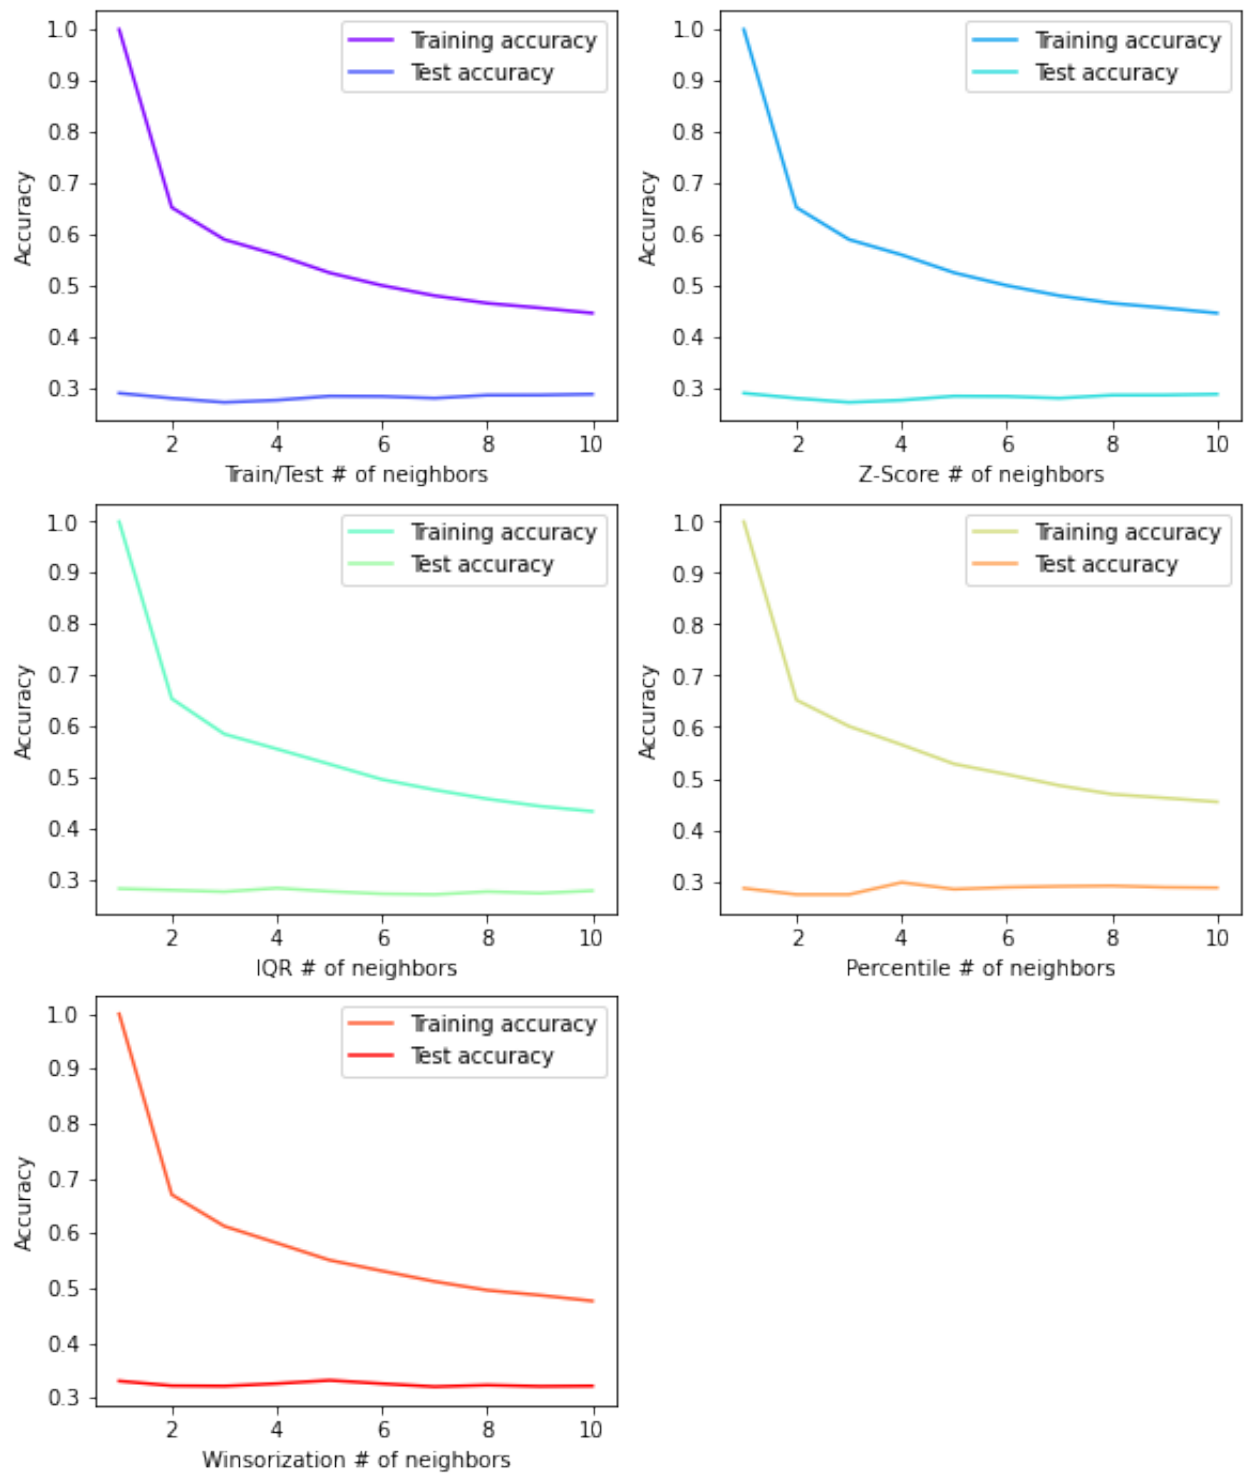 1.0
0.9
0.8
0.7
0.6
0.5
0.4
0.3
Accuracy
Training accuracy
Test accuracy
2 4 6 8 10
Train/Test # of neighbors
1.0
0.9
0.8
0.7
0.6
0.5
0.4
0.3
Accuracy
Training accuracy
Test accuracy
2 4 6 8 10
Z-Score # of neighbors
1.0
0.9
0.8
0.7
0.6
0.5
0.4
0.3
Accuracy
Training accuracy
Test accuracy
2 4 6 8 10
IQR # of neighbors
1.0
0.9
0.8
0.7
0.6
0.5
0.4
0.3
Accuracy
Training accuracy
Test accuracy
2 4 6 8 10
Percentile # of neighbors
1.0
0.9
0.8
0.7
0.6
0.5
0.4
0.3
Accuracy
Training accuracy
Test accuracy
2 4 6 8 10
Winsorization # of neighbors